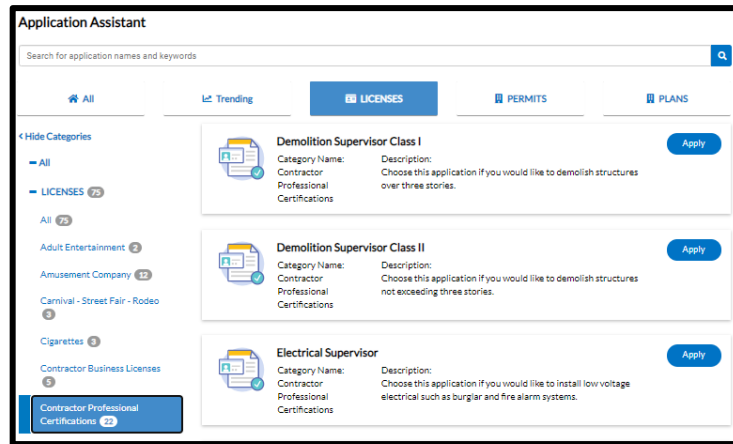 Application Assistant
Search for application names and keywords
All
Trending
LICENSES
PERMITS
PLANS
Hide Categories
All
LICENSES 75
All 75
Adult Entertainment 2
Amusement Company 12
Carnival - Street Fair - Rodeo
3
Cigarettes 3
Contractor Business Licenses
5
Contractor Professional
Certifications 22
Demolition Supervisor Class I
Apply
Category Name:
Contractor
Professional
Certifications
Description:
Choose this application if you would like to demolish structures
over three stories.
Demolition Supervisor Class II
Apply
Category Name:
Contractor
Professional
Certifications
Description:
Choose this application if you would like to demolish structures
not exceeding three stories.
Electrical Supervisor
Apply
Category Name:
Contractor
Professional
Certifications
Description:
Choose this application if you would like to install low voltage
electrical such as burglar and fire alarm systems.